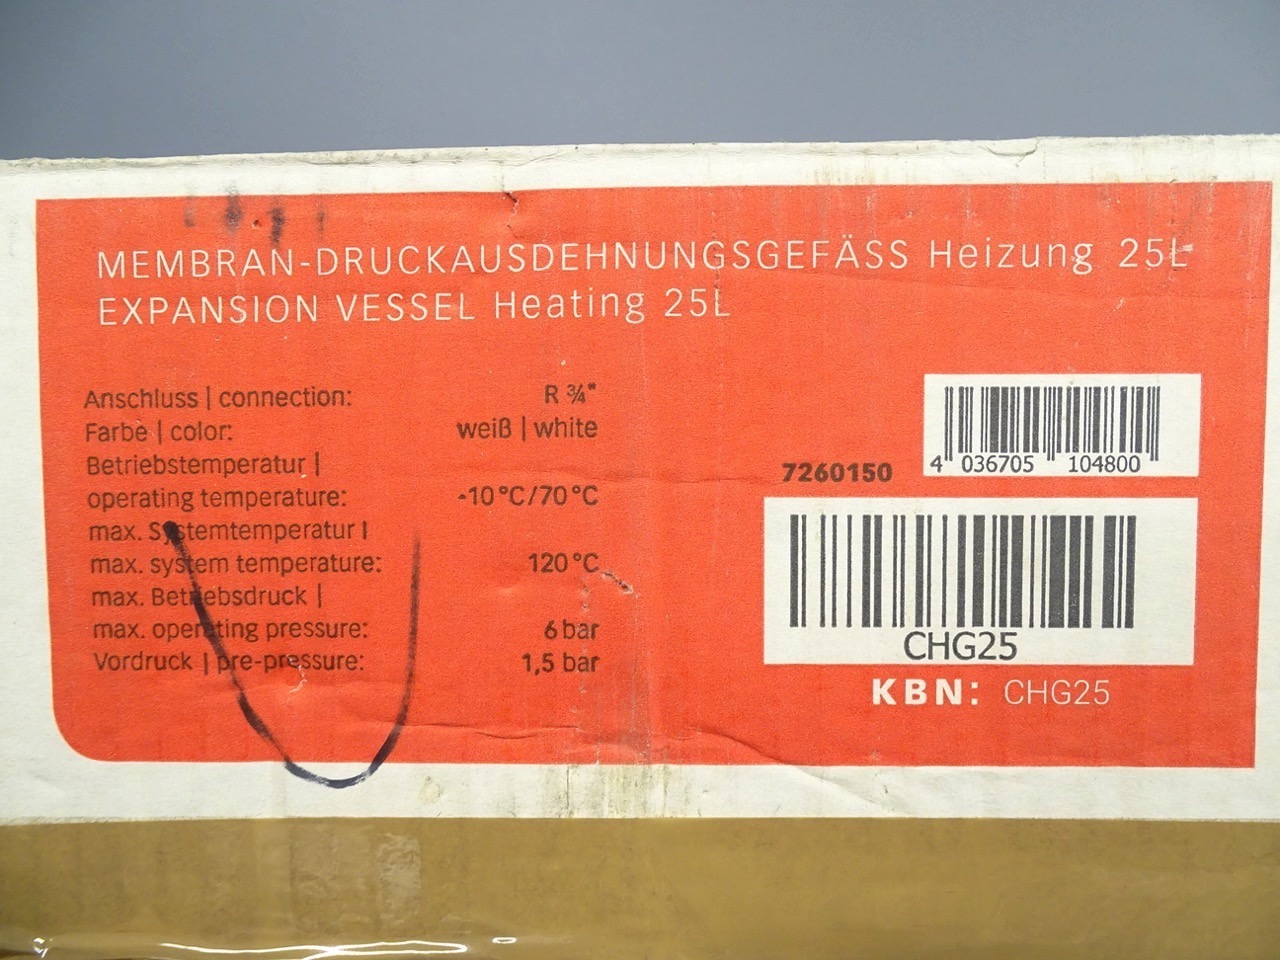 MEMBRAN-DRUCKAUSDEHNUNGSGEFÄSS Heizung 25L
EXPANSION VESSEL Heating 25L
Anschluss | connection: R ¾"
Farbe | color: weiß | white
Betriebstemperatur |
operating temperature: -10°C/70°C
max. Systemtemperatur |
max. system temperature: 120°C
max. Betriebsdruck |
max. operating pressure: 6 bar
Vordruck | pre-pressure: 1,5 bar
4 036705 104800
7260150
CHG25
KBN: CHG25